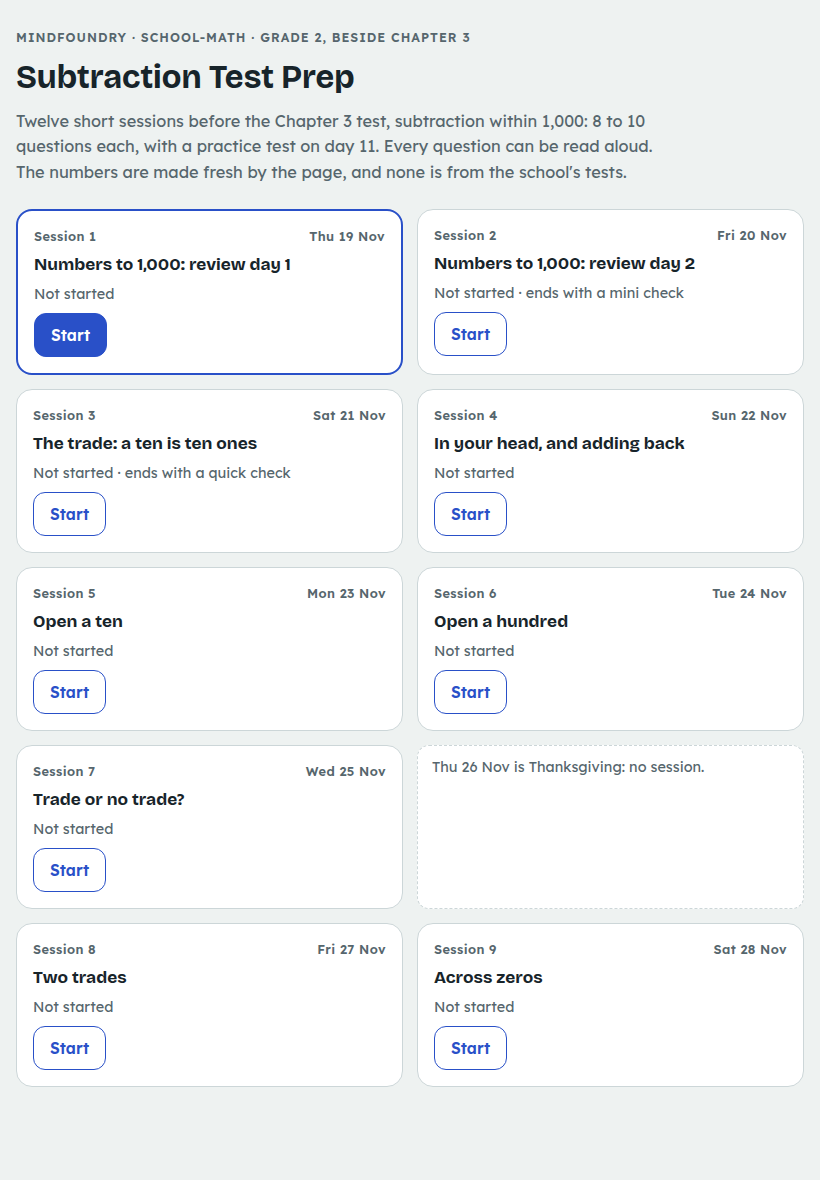 MINDFOUNDRY · SCHOOL-MATH · GRADE 2, BESIDE CHAPTER 3
Subtraction Test Prep
Twelve short sessions before the Chapter 3 test, subtraction within 1,000: 8 to 10
questions each, with a practice test on day 11. Every question can be read aloud.
The numbers are made fresh by the page, and none is from the school's tests.
Session 1
Thu 19 Nov
Numbers to 1,000: review day 1
Not started
Start
Session 2
Fri 20 Nov
Numbers to 1,000: review day 2
Not started · ends with a mini check
Start
Session 3
Sat 21 Nov
The trade: a ten is ten ones
Not started · ends with a quick check
Start
Session 4
Sun 22 Nov
In your head, and adding back
Not started
Start
Session 5
Mon 23 Nov
Open a ten
Not started
Start
Session 6
Tue 24 Nov
Open a hundred
Not started
Start
Session 7
Wed 25 Nov
Trade or no trade?
Not started
Start
Thu 26 Nov is Thanksgiving: no session.
Session 8
Fri 27 Nov
Two trades
Not started
Start
Session 9
Sat 28 Nov
Across zeros
Not started
Start